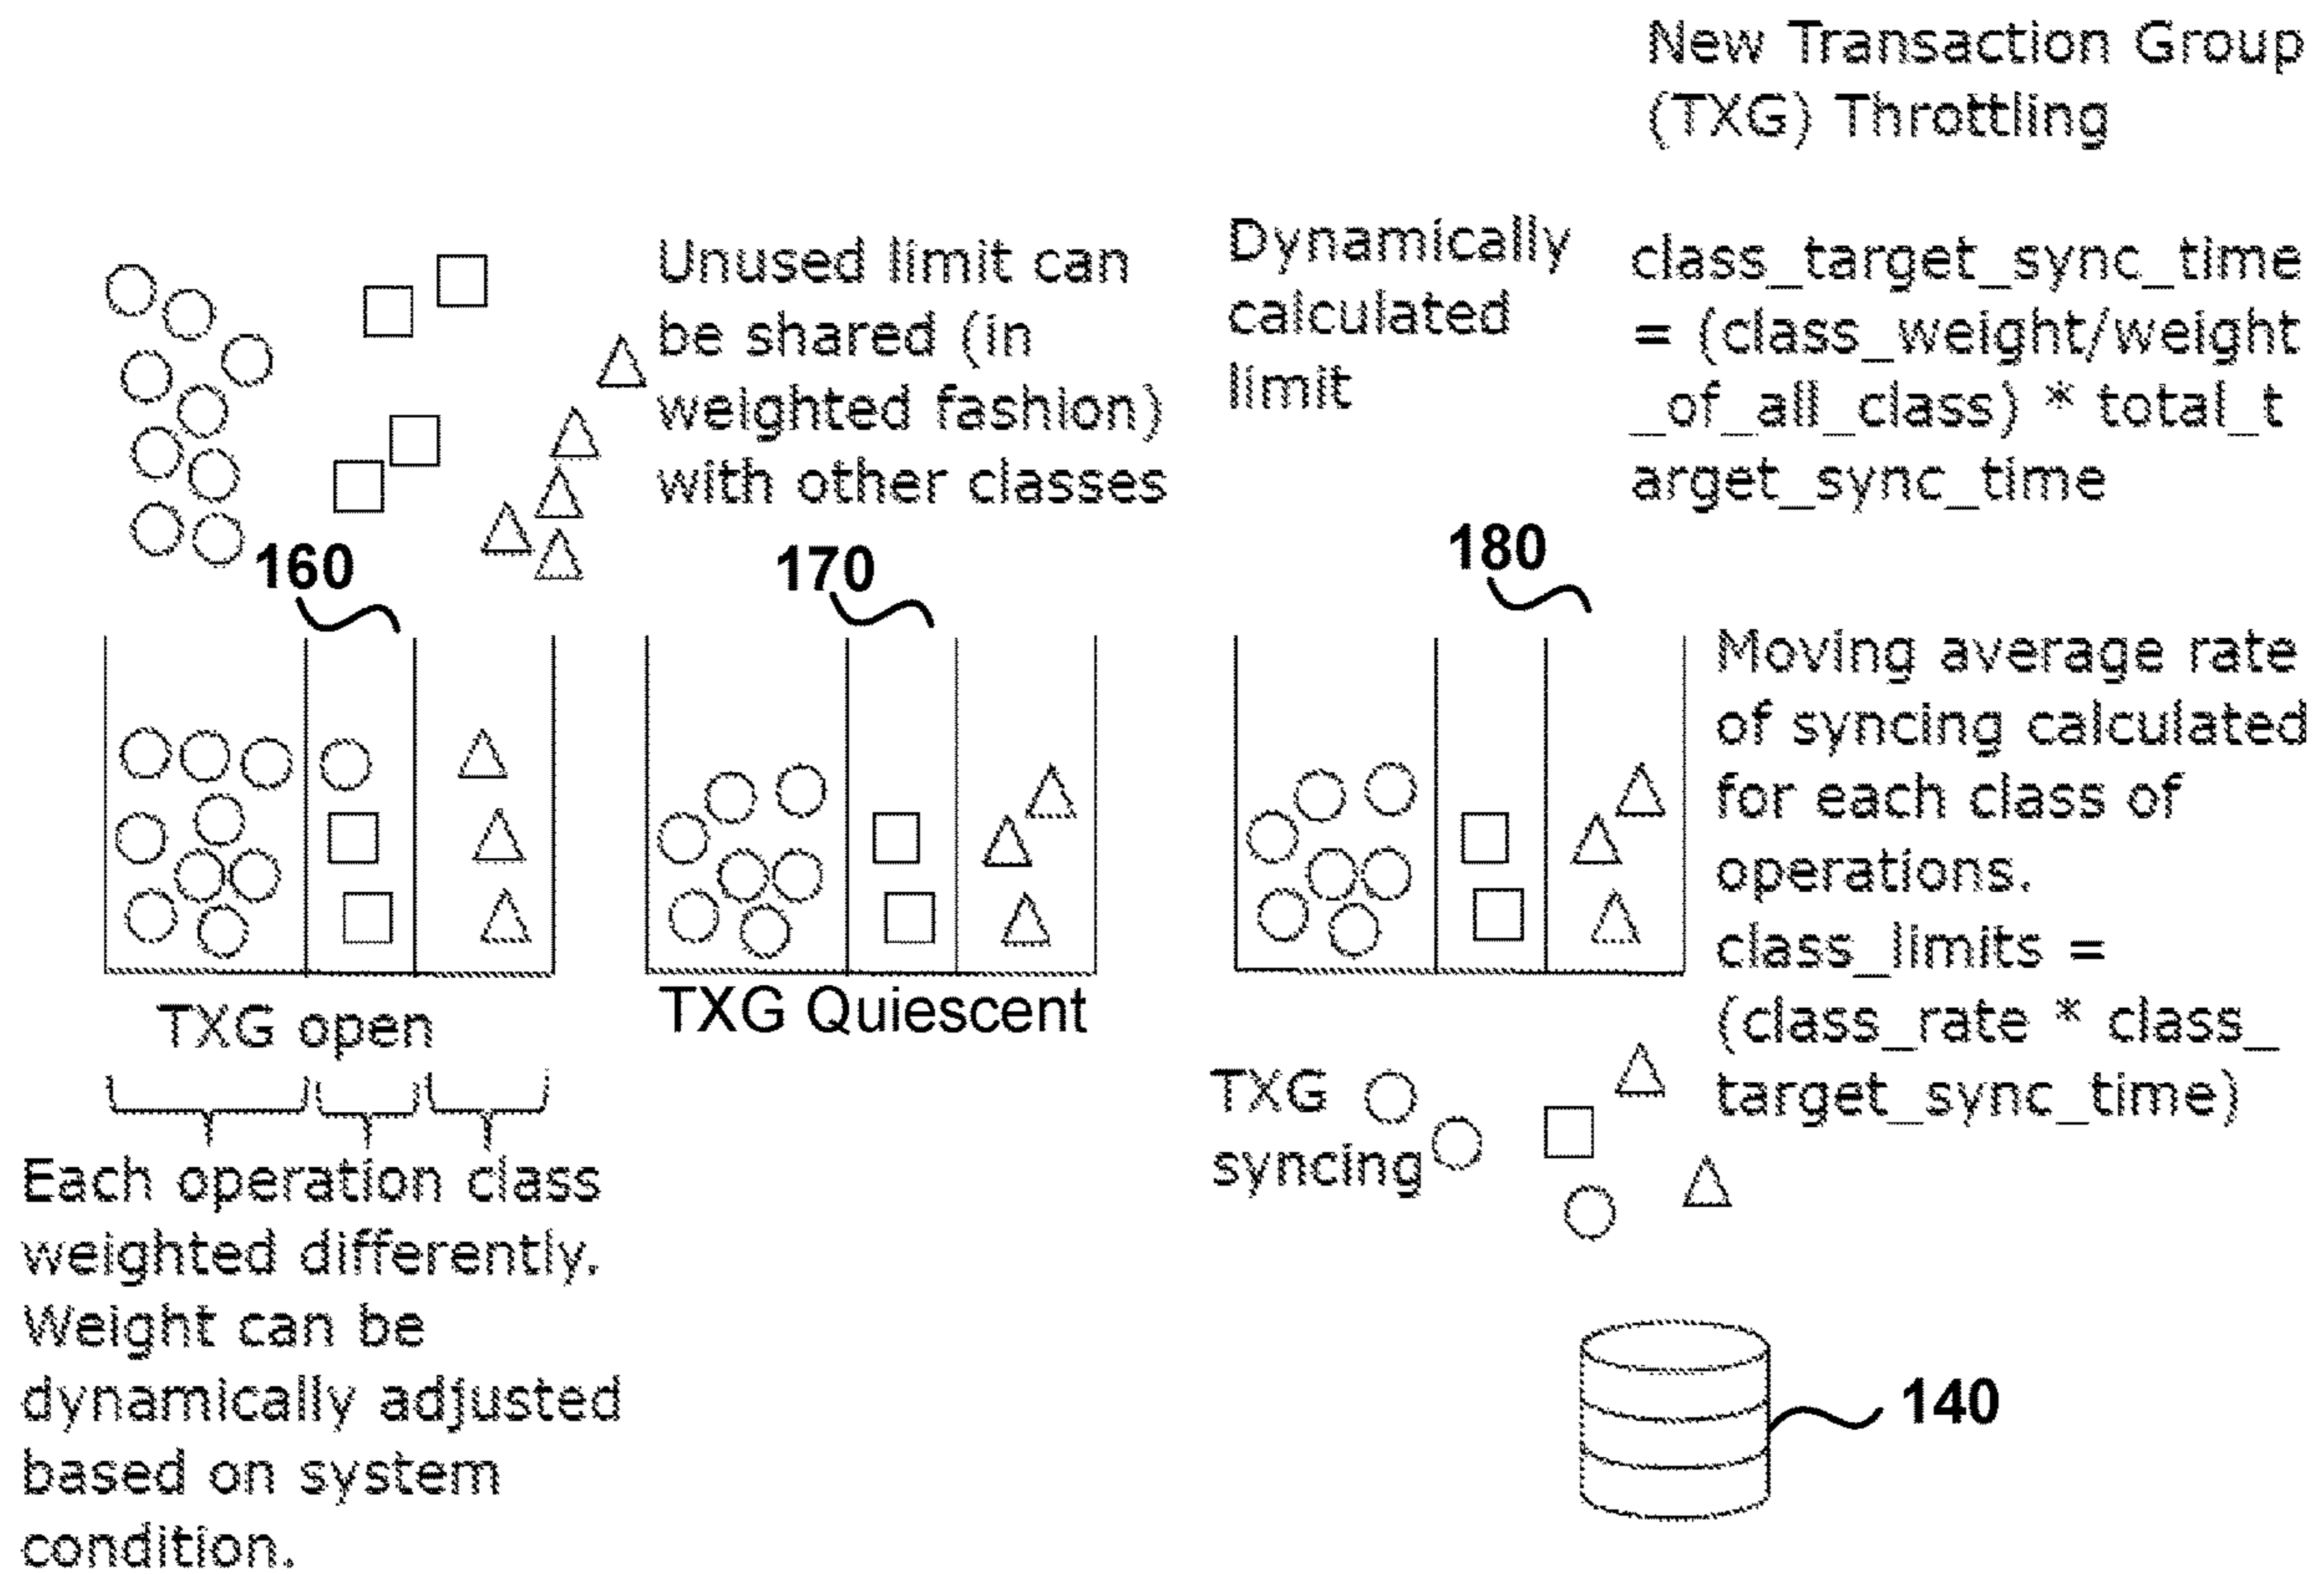 New Transaction Group
(TXG) Throttling
Unused limit can
be shared (in
weighted fashion)
with other classes
Dynamically
calculated
limit
class_target_sync_time
= (class_weight/weight
_of_all_class) * total_t
arget_sync_time
160
170
180
Moving average rate
of syncing calculated
for each class of
operations.
class_limits =
(class_rate * class_
target_sync_time)
TXG open
TXG Quiescent
TXG
syncing
Each operation class
weighted differently.
Weight can be
dynamically adjusted
based on system
condition.
140